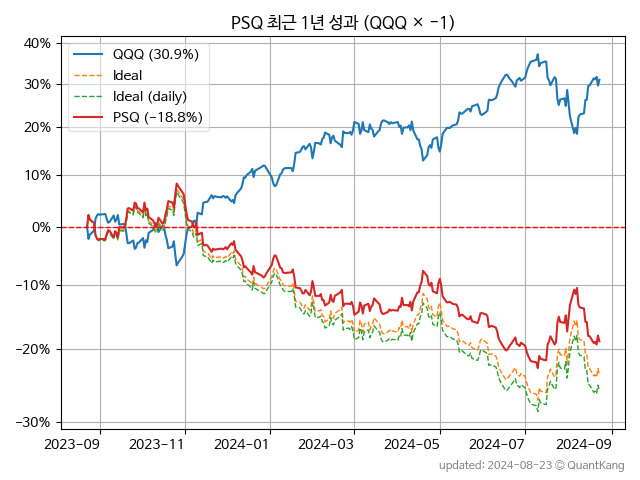 PSQ 최근 1년 성과 (QQQ × −1)
QQQ (30.9%)
Ideal
Ideal (daily)
PSQ (−18.8%)
40%
30%
20%
10%
0%
−10%
−20%
−30%
2023-09 2023-11 2024-01 2024-03 2024-05 2024-07 2024-09
updated: 2024-08-23 ⓒ QuantKang